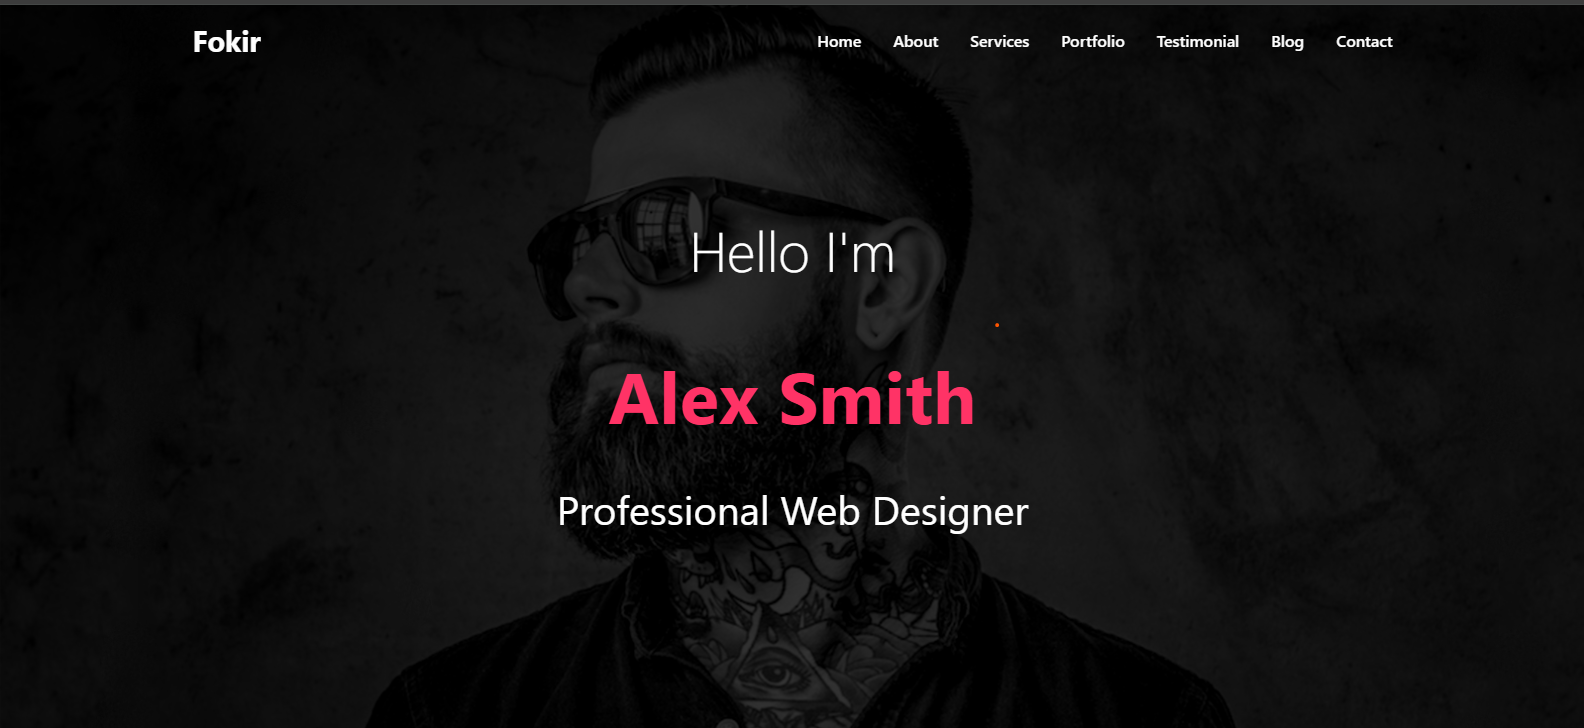 Fokir
Home About Services Portfolio Testimonial Blog Contact
Hello I'm
Alex Smith
Professional Web Designer